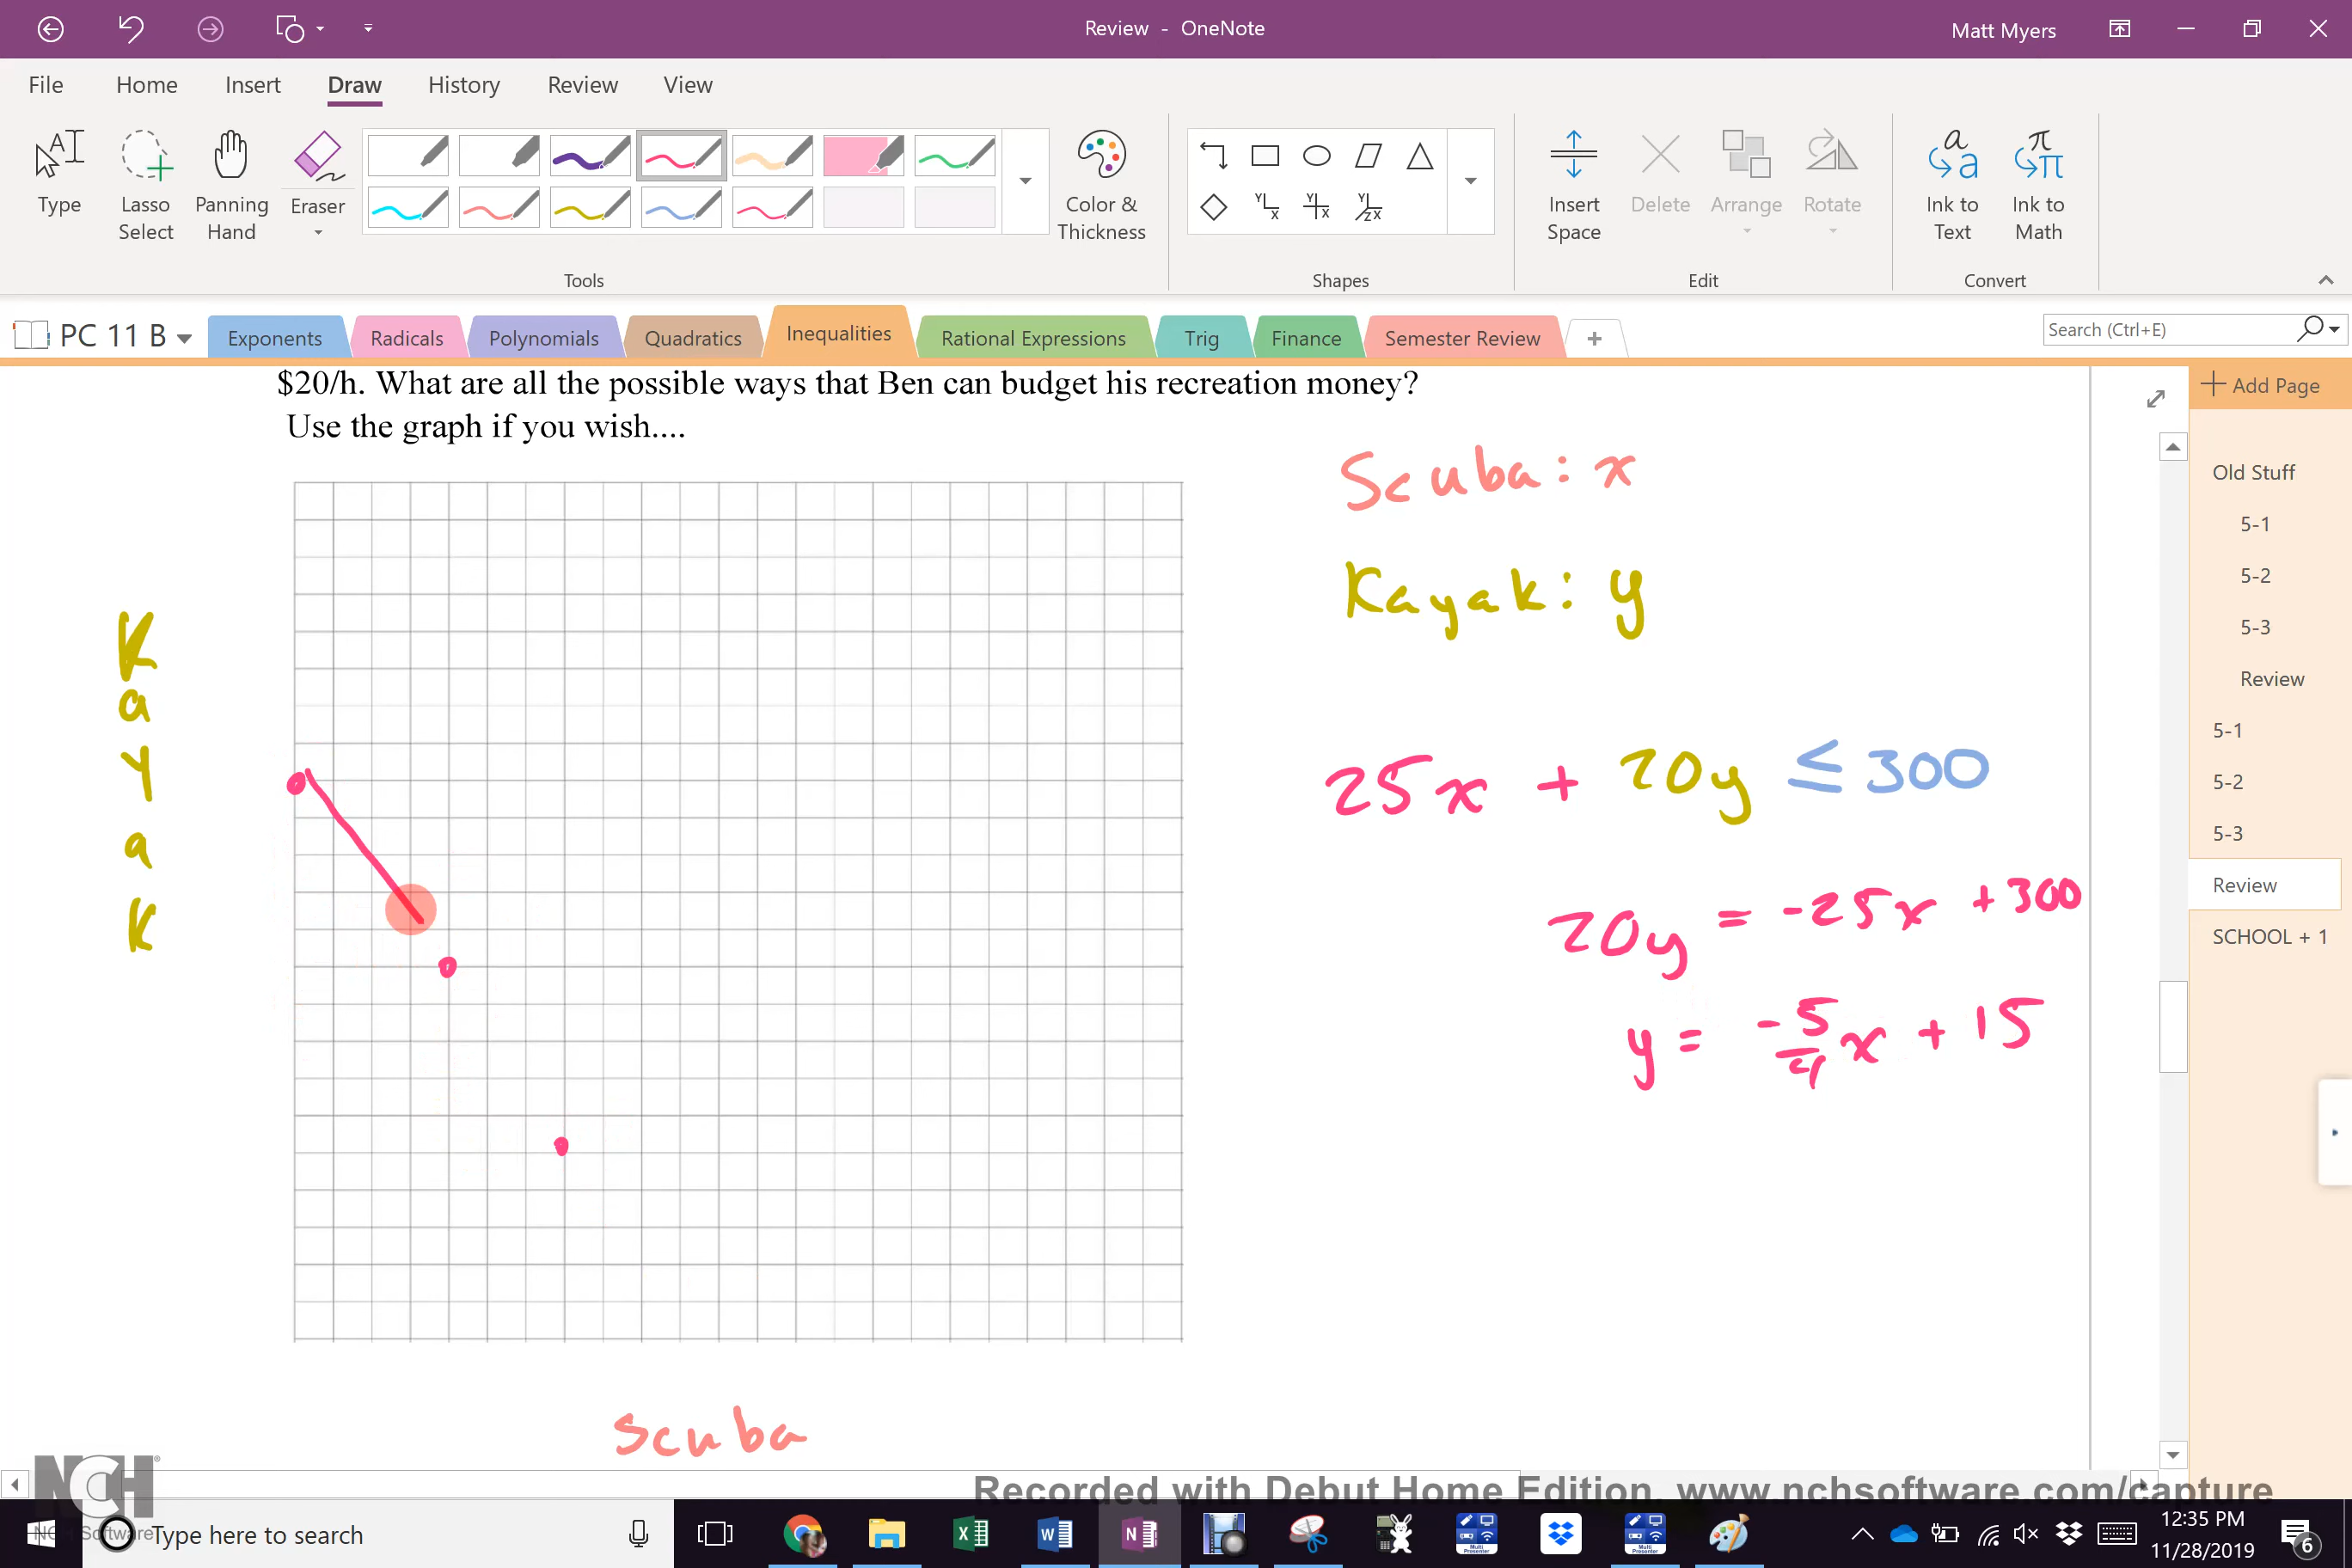 Review - OneNote
Matt Myers
File Home Insert Draw History Review View
Type
Lasso Select
Panning Hand
Eraser
Color & Thickness
Insert Space
Delete
Arrange
Rotate
Ink to Text
Ink to Math
Tools
Shapes
Edit
Convert
PC 11 B
Exponents Radicals Polynomials Quadratics Inequalities Rational Expressions Trig Finance Semester Review +
Search (Ctrl+E)
Add Page
$20/h. What are all the possible ways that Ben can budget his recreation money?
Use the graph if you wish....
Scuba: x
Kayak: y
25x + 20y ≤ 300
20y = -25x + 300
y = -5/4 x + 15
Kayak
Scuba
Old Stuff
5-1
5-2
5-3
Review
5-1
5-2
5-3
Review
SCHOOL + 1
NCH
NCH Software
Recorded with Debut Home Edition. www.nchsoftware.com/capture
Type here to search
12:35 PM
11/28/2019
6